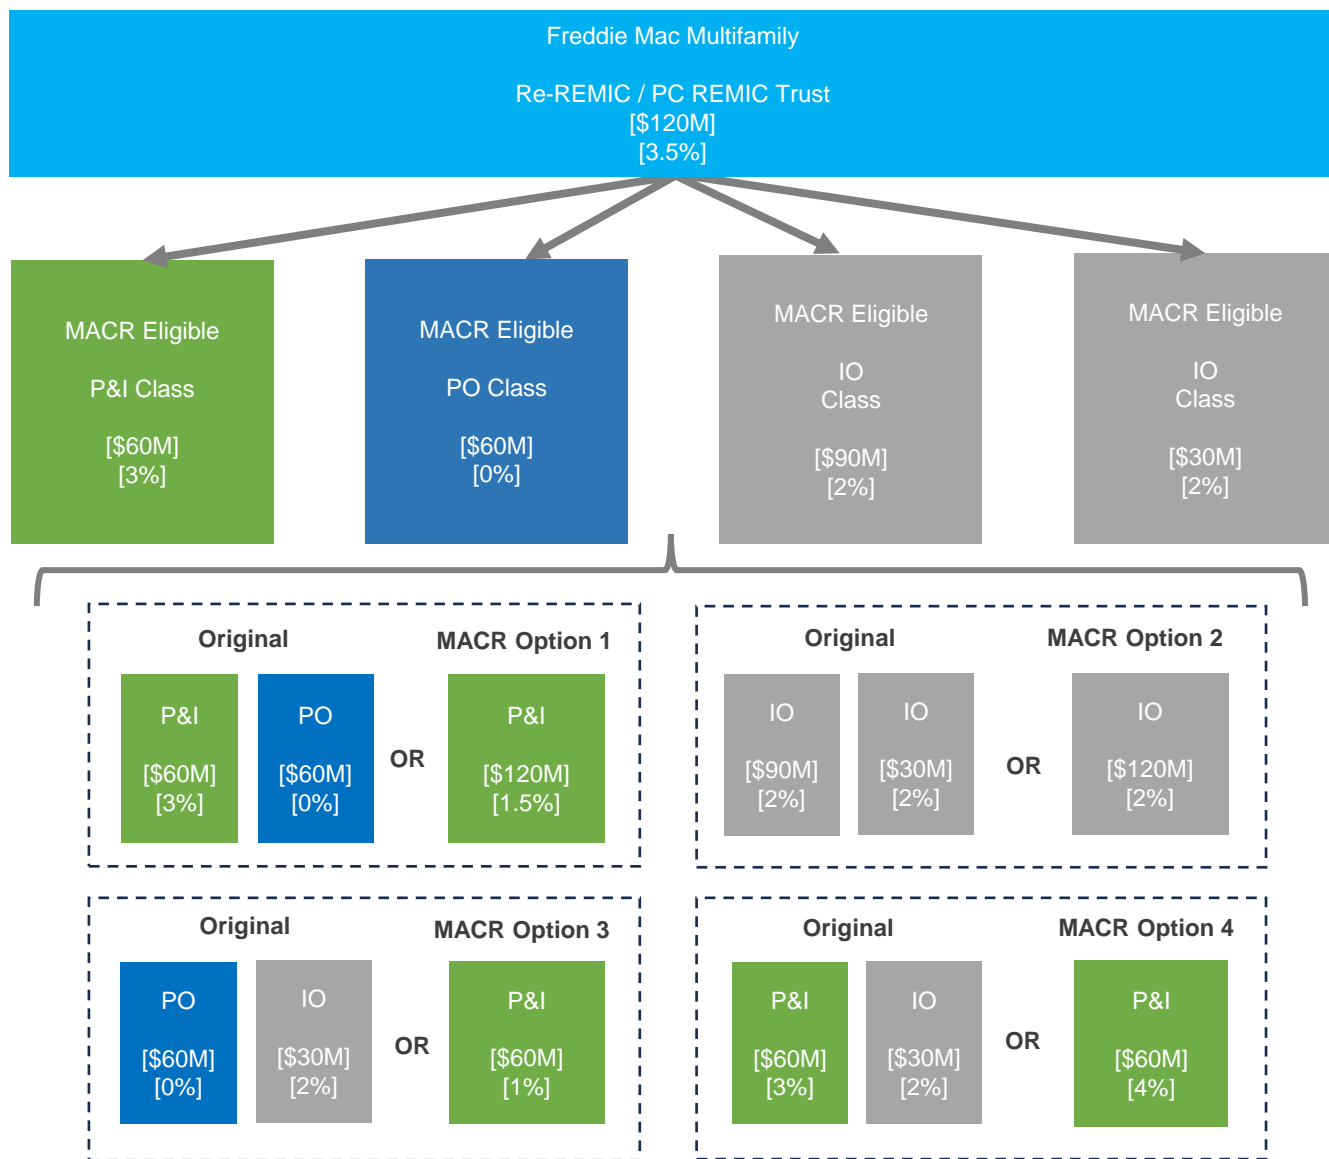 Freddie Mac Multifamily
Re-REMIC / PC REMIC Trust
[$120M]
[3.5%]
MACR Eligible
P&I Class
[$60M]
[3%]
MACR Eligible
PO Class
[$60M]
[0%]
MACR Eligible
IO
Class
[$90M]
[2%]
MACR Eligible
IO
Class
[$30M]
[2%]
Original
MACR Option 1
P&I
[$60M]
[3%]
PO
[$60M]
[0%]
OR
P&I
[$120M]
[1.5%]
Original
MACR Option 2
IO
[$90M]
[2%]
IO
[$30M]
[2%]
OR
IO
[$120M]
[2%]
Original
MACR Option 3
PO
[$60M]
[0%]
IO
[$30M]
[2%]
OR
P&I
[$60M]
[1%]
Original
MACR Option 4
P&I
[$60M]
[3%]
IO
[$30M]
[2%]
OR
P&I
[$60M]
[4%]